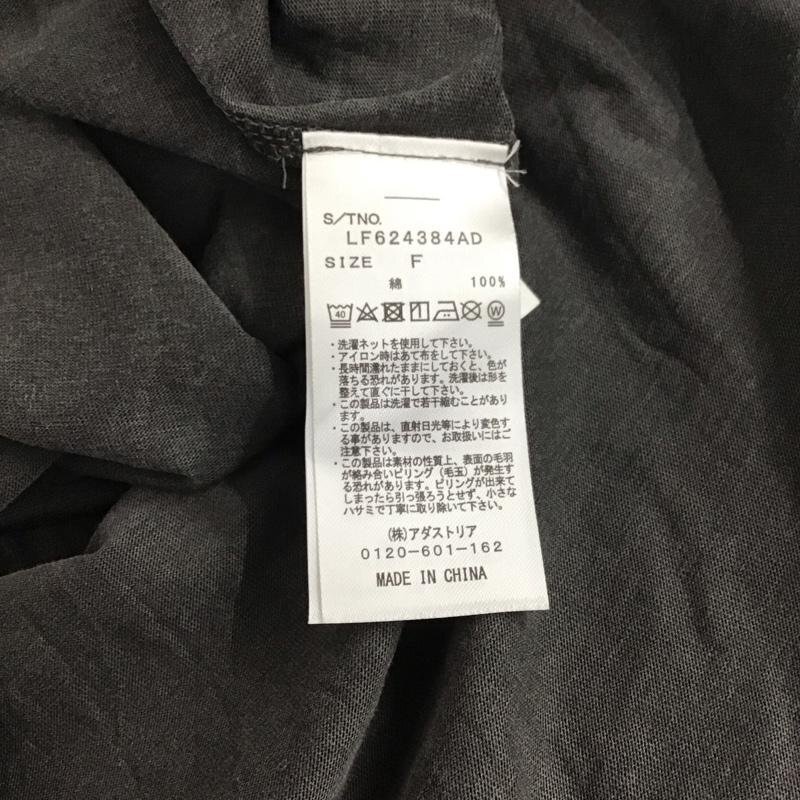 S/TNO.
LF624384AD
SIZE F
綿 100%
40 W
・洗濯ネットを使用して下さい。
・アイロン時はあて布をして下さい。
・長時間濡れたままにしておくと、色が
落ちる恐れがあります。洗濯後は形を
整えて直ぐに干して下さい。
・この製品は洗濯で若干縮むことがあり
ます。
・この製品は、直射日光等により変色す
る事がありますので、お取扱いにはご
注意下さい。
・この製品は素材の性質上、表面の毛羽
が絡み合いピリング（毛玉）が発生す
る恐れがあります。ピリングが出来て
しまったら引っ張ろうとせず、小さな
ハサミで丁寧に取り除いて下さい。
(株)アダストリア
0120-601-162
MADE IN CHINA